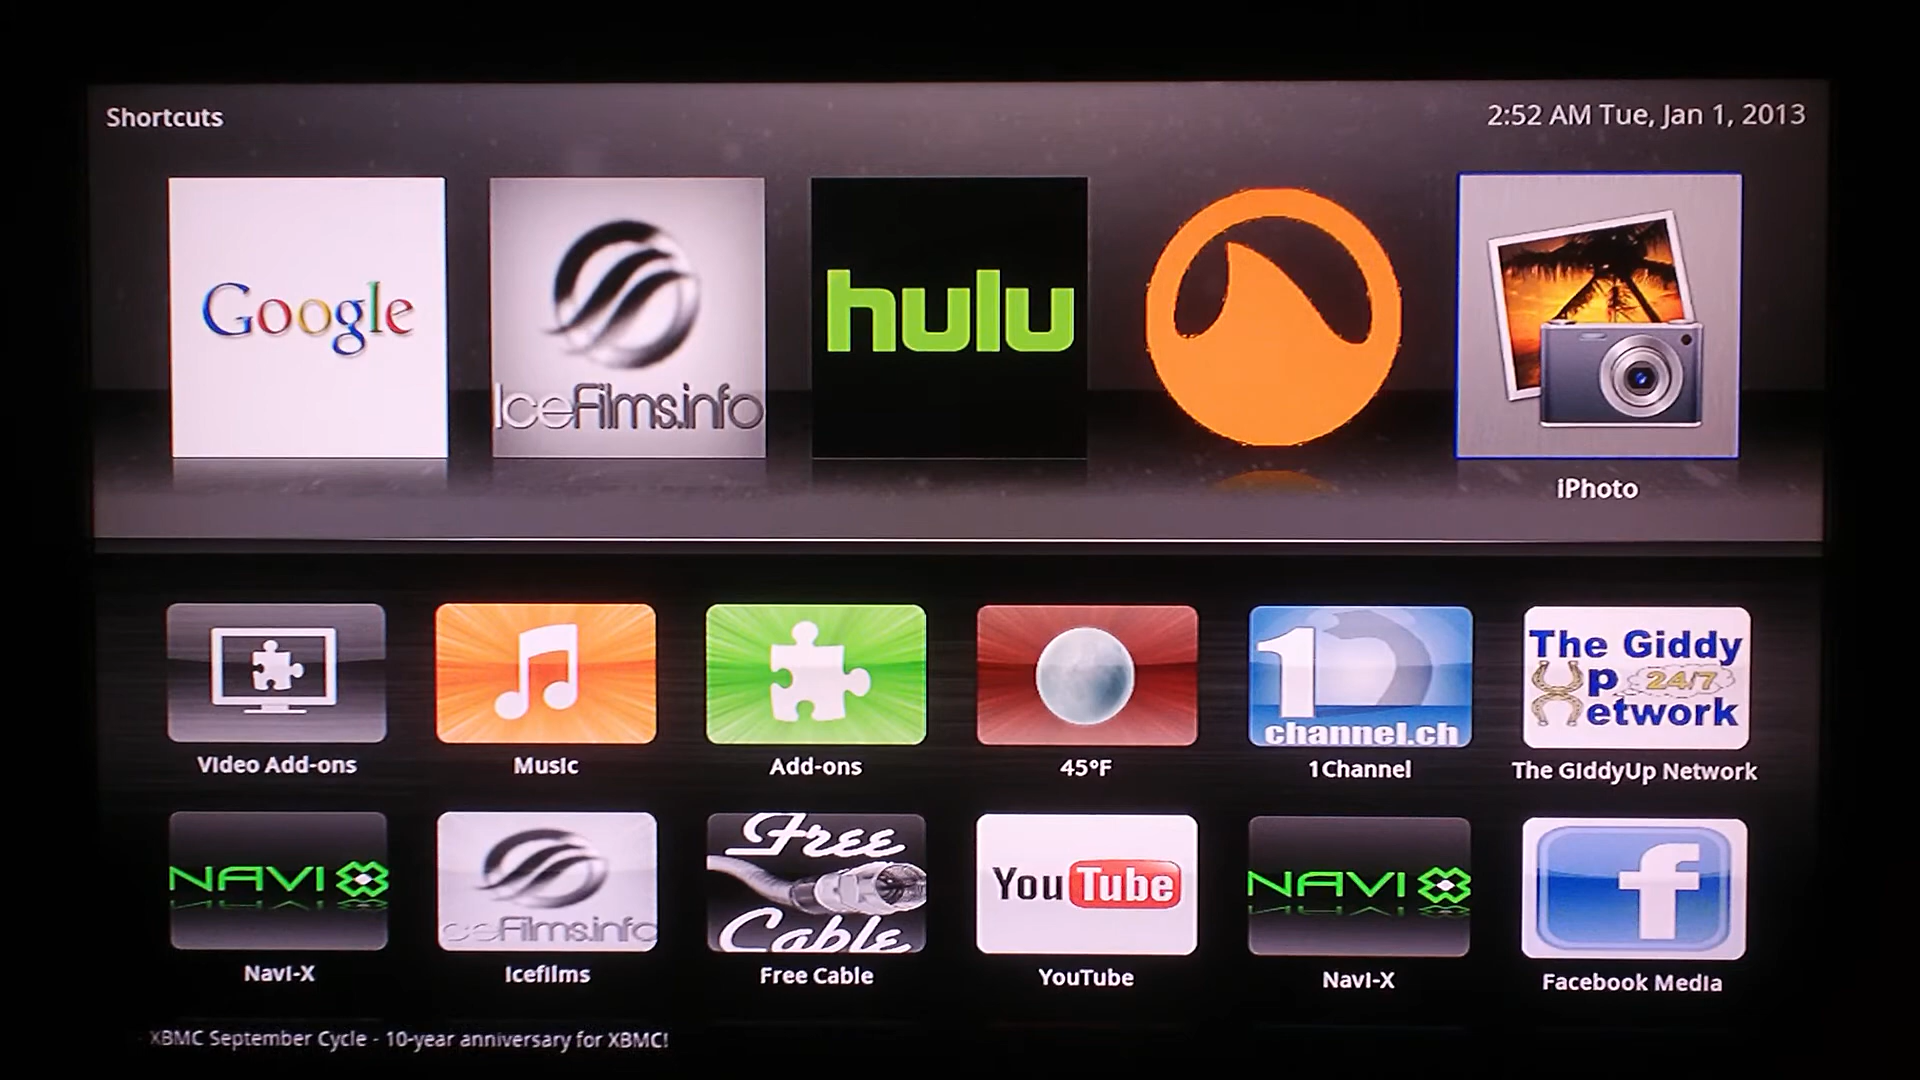 Shortcuts
2:52 AM Tue, Jan 1, 2013
Google
IceFilms.info
hulu
iPhoto
1
channel.ch
The Giddy
Up 24/7
Network
Video Add-ons
Music
Add-ons
45°F
1Channel
The GiddyUp Network
NAVI X
IceFilms.info
Free
Cable
YouTube
NAVI X
f
Navi-X
Icefilms
Free Cable
YouTube
Navi-X
Facebook Media
XBMC September Cycle - 10-year anniversary for XBMC!